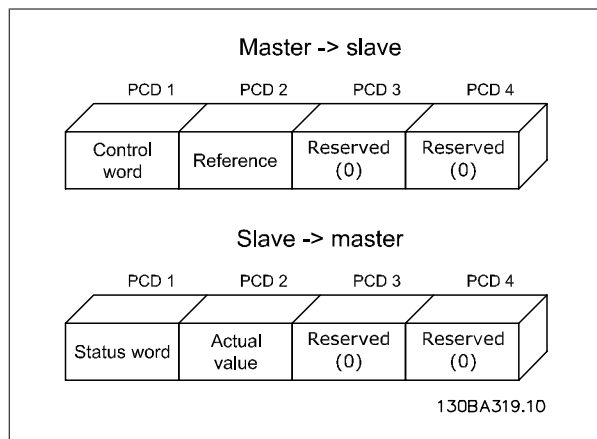 Master -> slave
PCD 1 PCD 2 PCD 3 PCD 4
Control word
Reference
Reserved (0)
Reserved (0)
Slave -> master
PCD 1 PCD 2 PCD 3 PCD 4
Status word
Actual value
Reserved (0)
Reserved (0)
130BA319.10